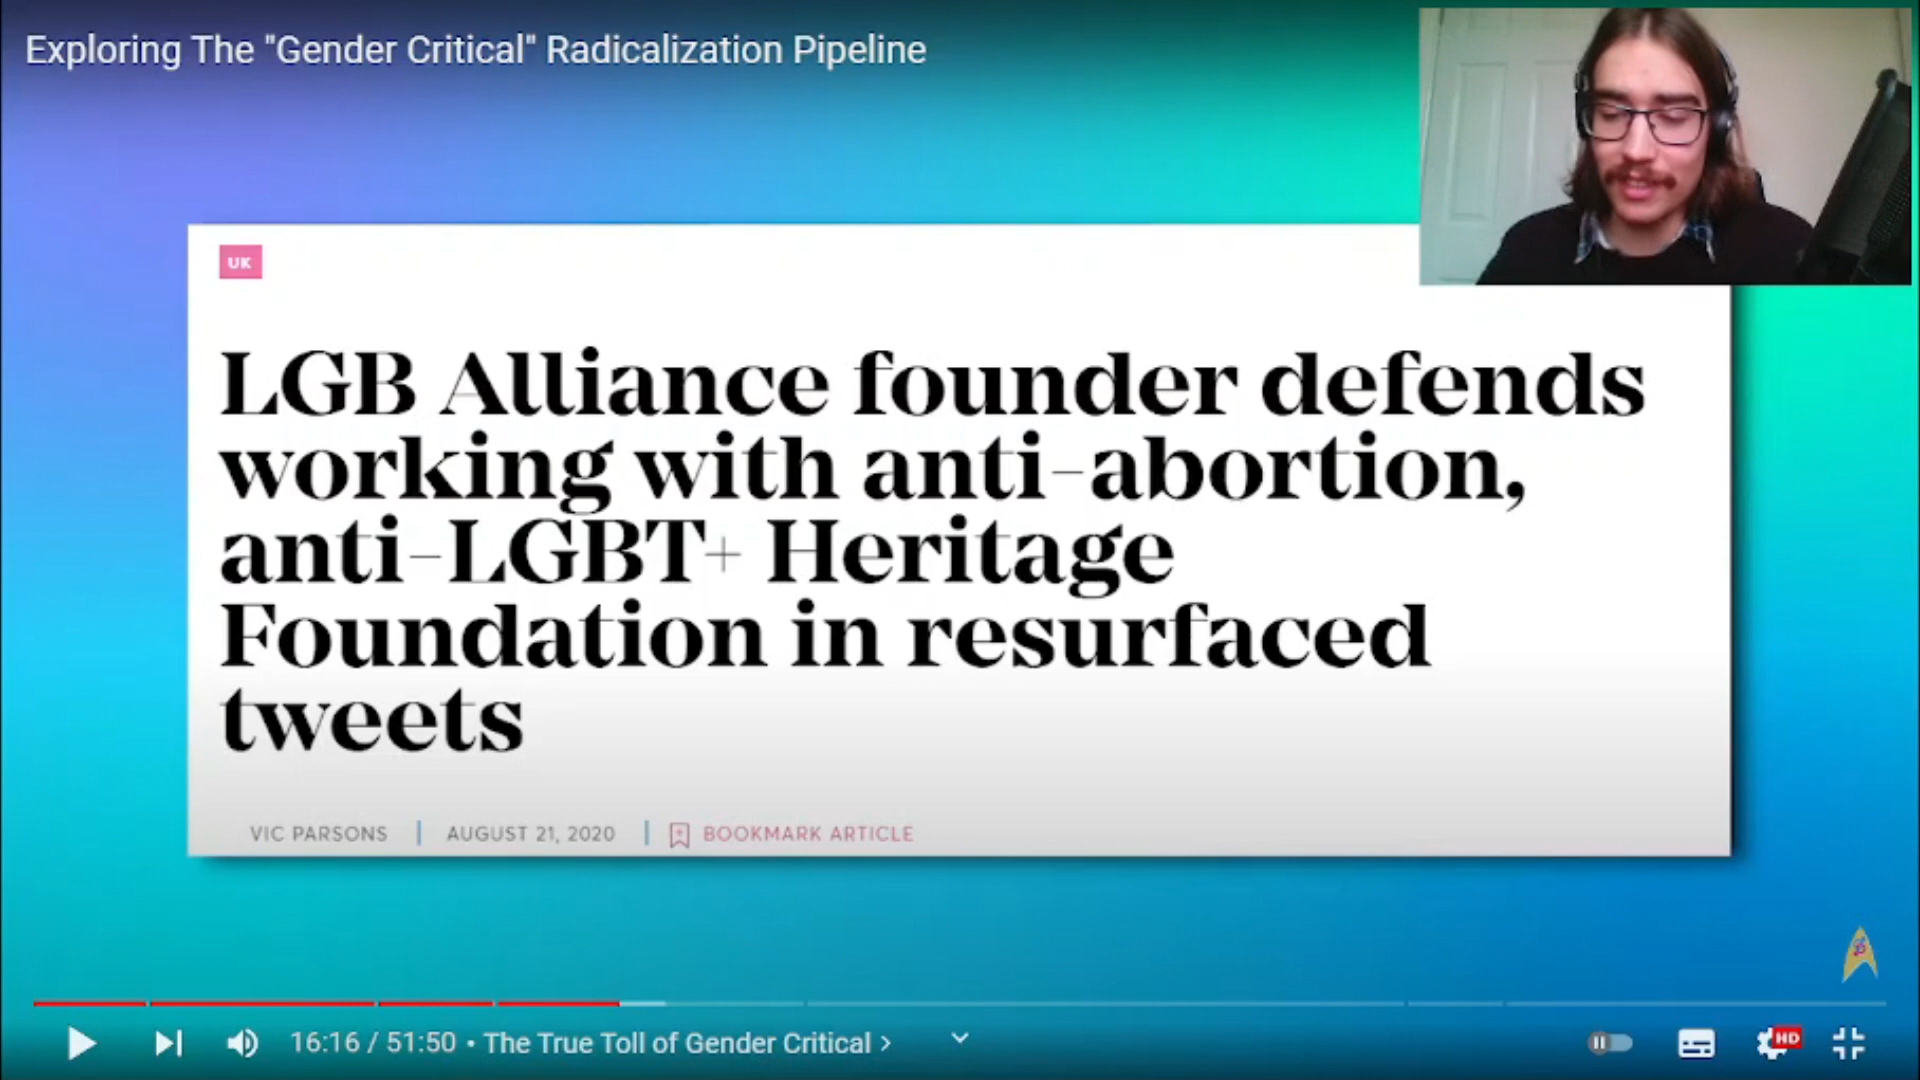 Exploring The "Gender Critical" Radicalization Pipeline
UK
LGB Alliance founder defends
working with anti-abortion,
anti-LGBT+ Heritage
Foundation in resurfaced
tweets
VIC PARSONS | AUGUST 21, 2020 | BOOKMARK ARTICLE
16:16 / 51:50 • The True Toll of Gender Critical >
HD